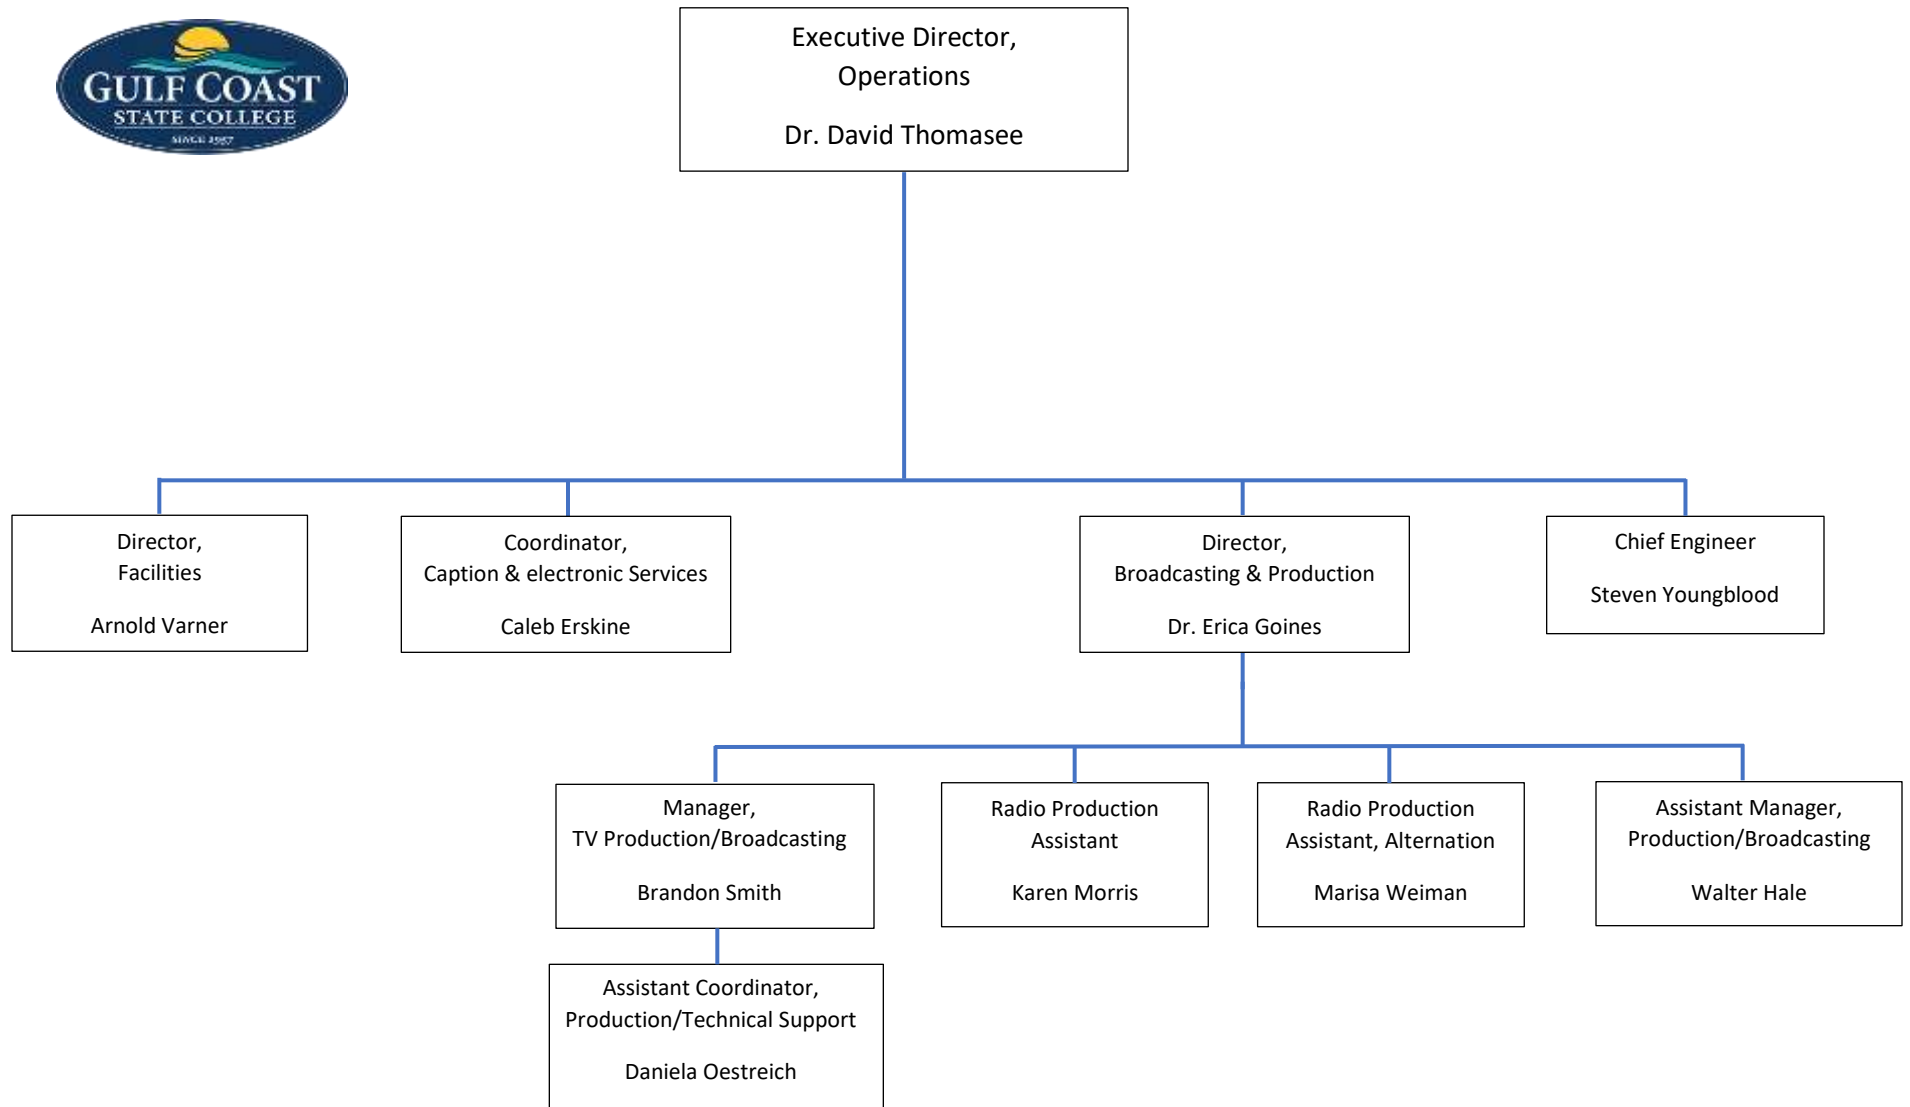 GULF COAST
STATE COLLEGE
SINCE 1957
Executive Director,
Operations
Dr. David Thomasee
Director,
Facilities
Arnold Varner
Coordinator,
Caption & electronic Services
Caleb Erskine
Director,
Broadcasting & Production
Dr. Erica Goines
Chief Engineer
Steven Youngblood
Manager,
TV Production/Broadcasting
Brandon Smith
Radio Production
Assistant
Karen Morris
Radio Production
Assistant, Alternation
Marisa Weiman
Assistant Manager,
Production/Broadcasting
Walter Hale
Assistant Coordinator,
Production/Technical Support
Daniela Oestreich